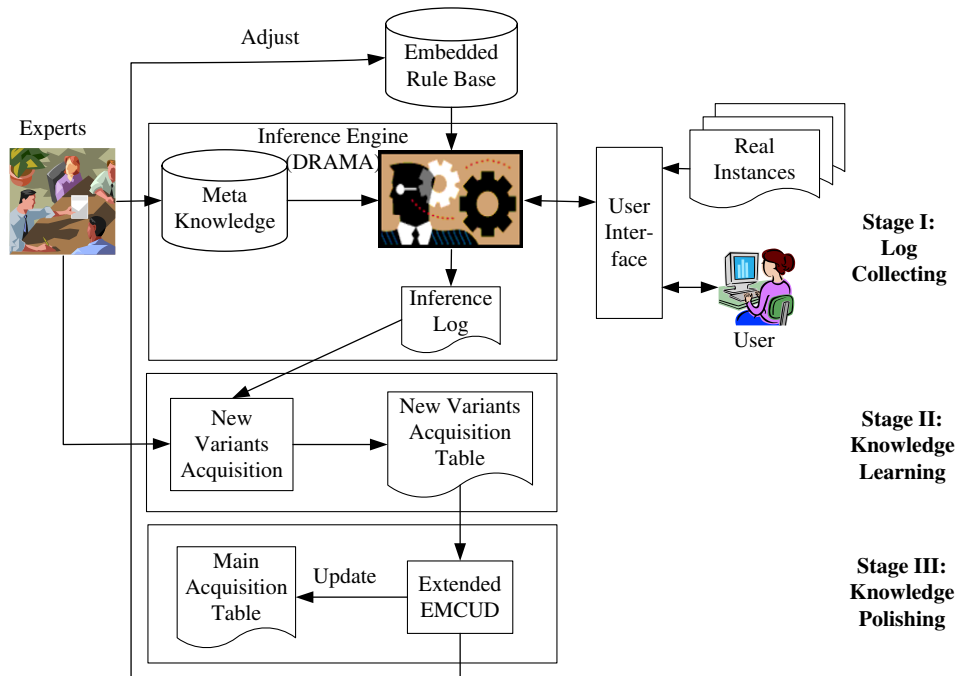 Adjust
Embedded
Rule Base
Experts
Inference Engine
(DRAMA)
Meta
Knowledge
Real
Instances
User
Inter-
face
Stage I:
Log
Collecting
Inference
Log
User
New
Variants
Acquisition
New Variants
Acquisition
Table
Stage II:
Knowledge
Learning
Main
Acquisition
Table
Update
Extended
EMCUD
Stage III:
Knowledge
Polishing